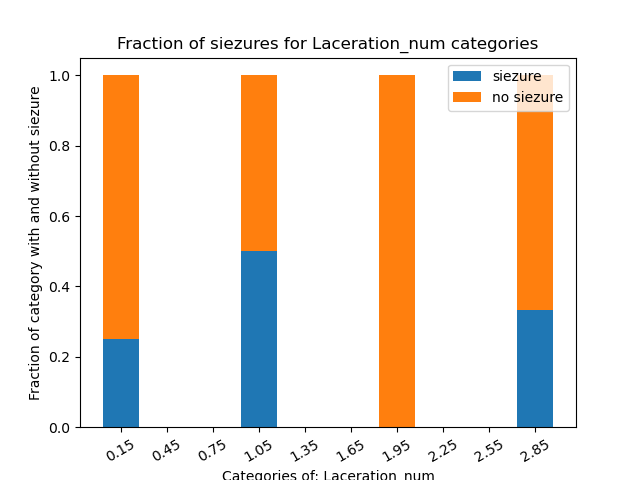 Fraction of siezures for Laceration_num categories
siezure
no siezure
Fraction of category with and without siezure
1.0
0.8
0.6
0.4
0.2
0.0
0.15 0.45 0.75 1.05 1.35 1.65 1.95 2.25 2.55 2.85
Categories of: Laceration_num